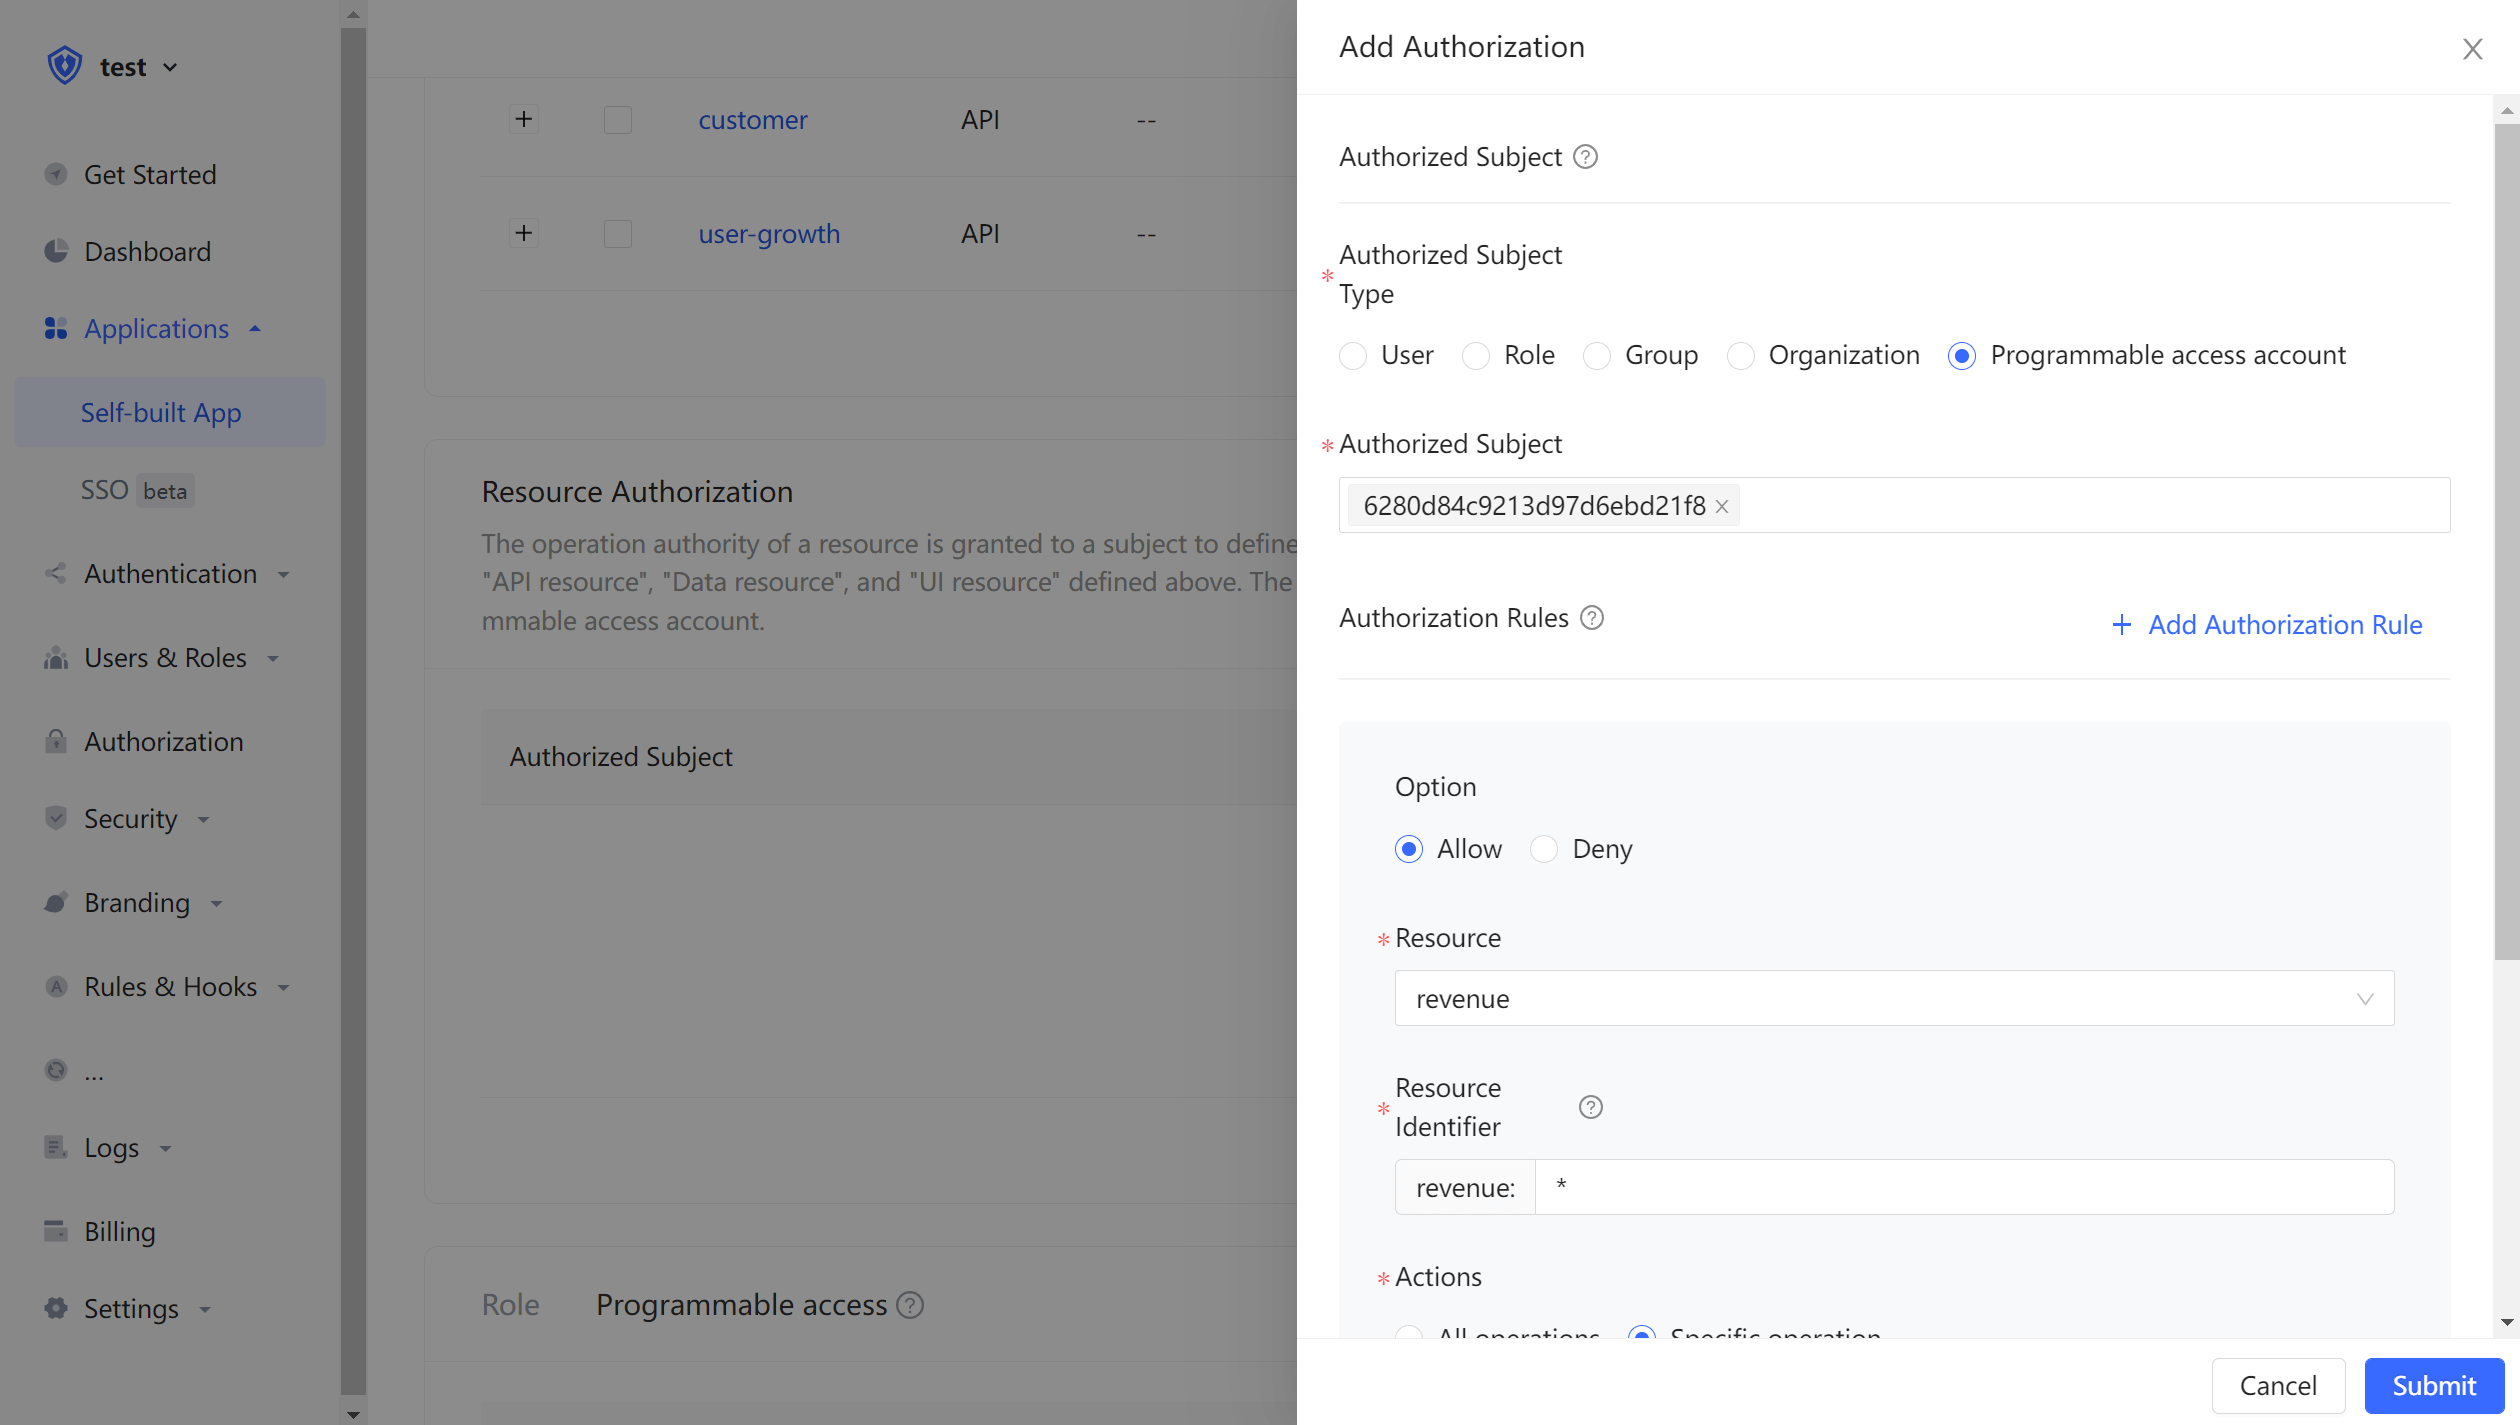 test
Get Started
Dashboard
Applications
Self-built App
SSO beta
Authentication
Users & Roles
Authorization
Security
Branding
Rules & Hooks
...
Logs
Billing
Settings
customer API --
user-growth API --
Resource Authorization
The operation authority of a resource is granted to a subject to define
"API resource", "Data resource", and "UI resource" defined above. The
mmable access account.
Authorized Subject
Role Programmable access
Add Authorization
Authorized Subject
* Authorized Subject
Type
User Role Group Organization Programmable access account
* Authorized Subject
6280d84c9213d97d6ebd21f8
Authorization Rules
+ Add Authorization Rule
Option
Allow Deny
* Resource
revenue
* Resource
Identifier
revenue: *
* Actions
All operations Specific operation
Cancel Submit